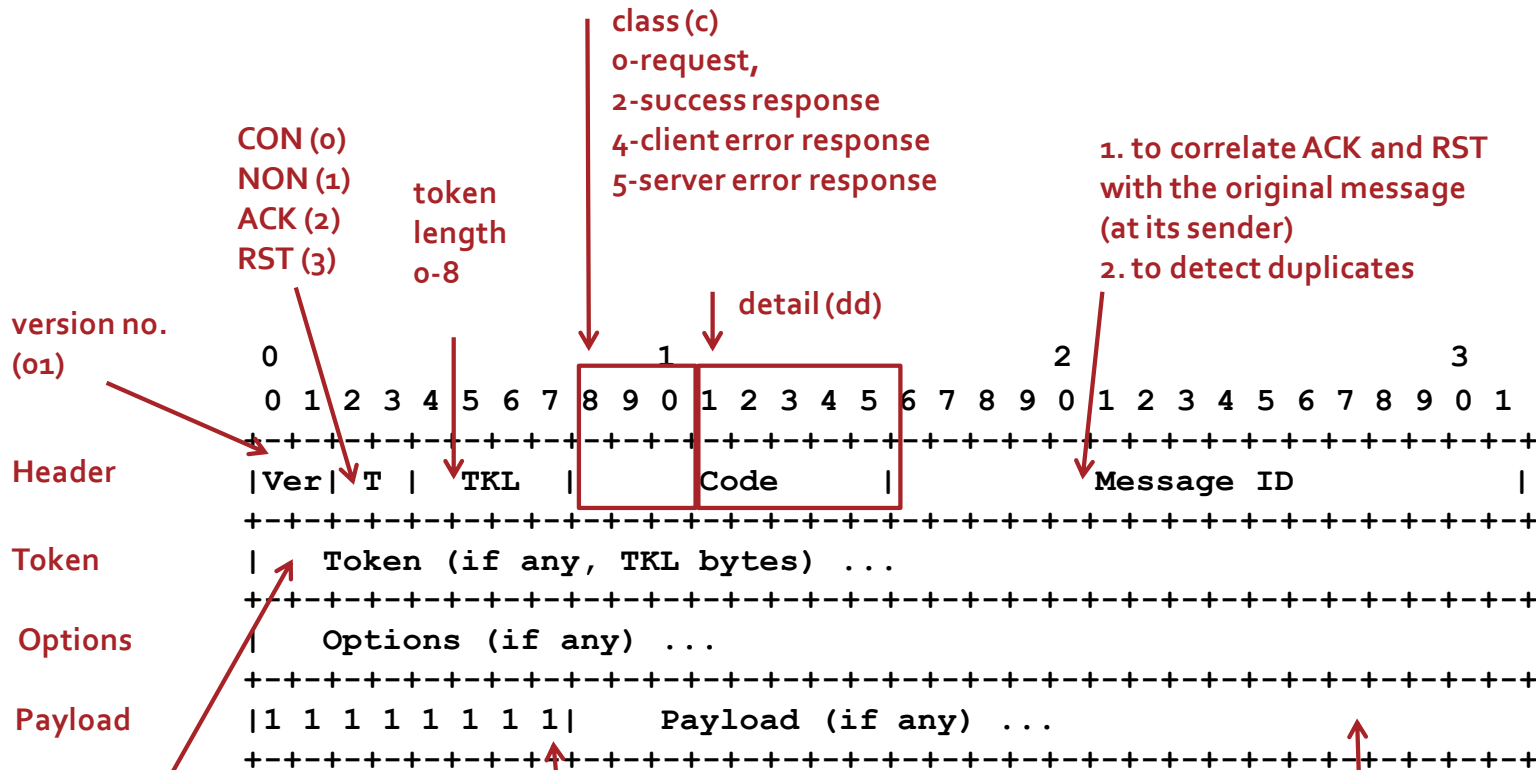 class (c)
0-request,
2-success response
4-client error response
5-server error response
CON (0)
NON (1)
ACK (2)
RST (3)
token
length
0-8
1. to correlate ACK and RST
with the original message
(at its sender)
2. to detect duplicates
detail (dd)
version no.
(01)
0 1 2 3
0 1 2 3 4 5 6 7 8 9 0 1 2 3 4 5 6 7 8 9 0 1 2 3 4 5 6 7 8 9 0 1
+-+-+-+-+-+-+-+-+-+-+-+-+-+-+-+-+-+-+-+-+-+-+-+-+-+-+-+-+-+-+-+-+
Header |Ver| T | TKL | Code | Message ID |
+-+-+-+-+-+-+-+-+-+-+-+-+-+-+-+-+-+-+-+-+-+-+-+-+-+-+-+-+-+-+-+-+
Token | Token (if any, TKL bytes) ...
+-+-+-+-+-+-+-+-+-+-+-+-+-+-+-+-+-+-+-+-+-+-+-+-+-+-+-+-+-+-+-+-+
Options | Options (if any) ...
+-+-+-+-+-+-+-+-+-+-+-+-+-+-+-+-+-+-+-+-+-+-+-+-+-+-+-+-+-+-+-+-+
Payload |1 1 1 1 1 1 1 1| Payload (if any) ...
+-+-+-+-+-+-+-+-+-+-+-+-+-+-+-+-+-+-+-+-+-+-+-+-+-+-+-+-+-+-+-+-+